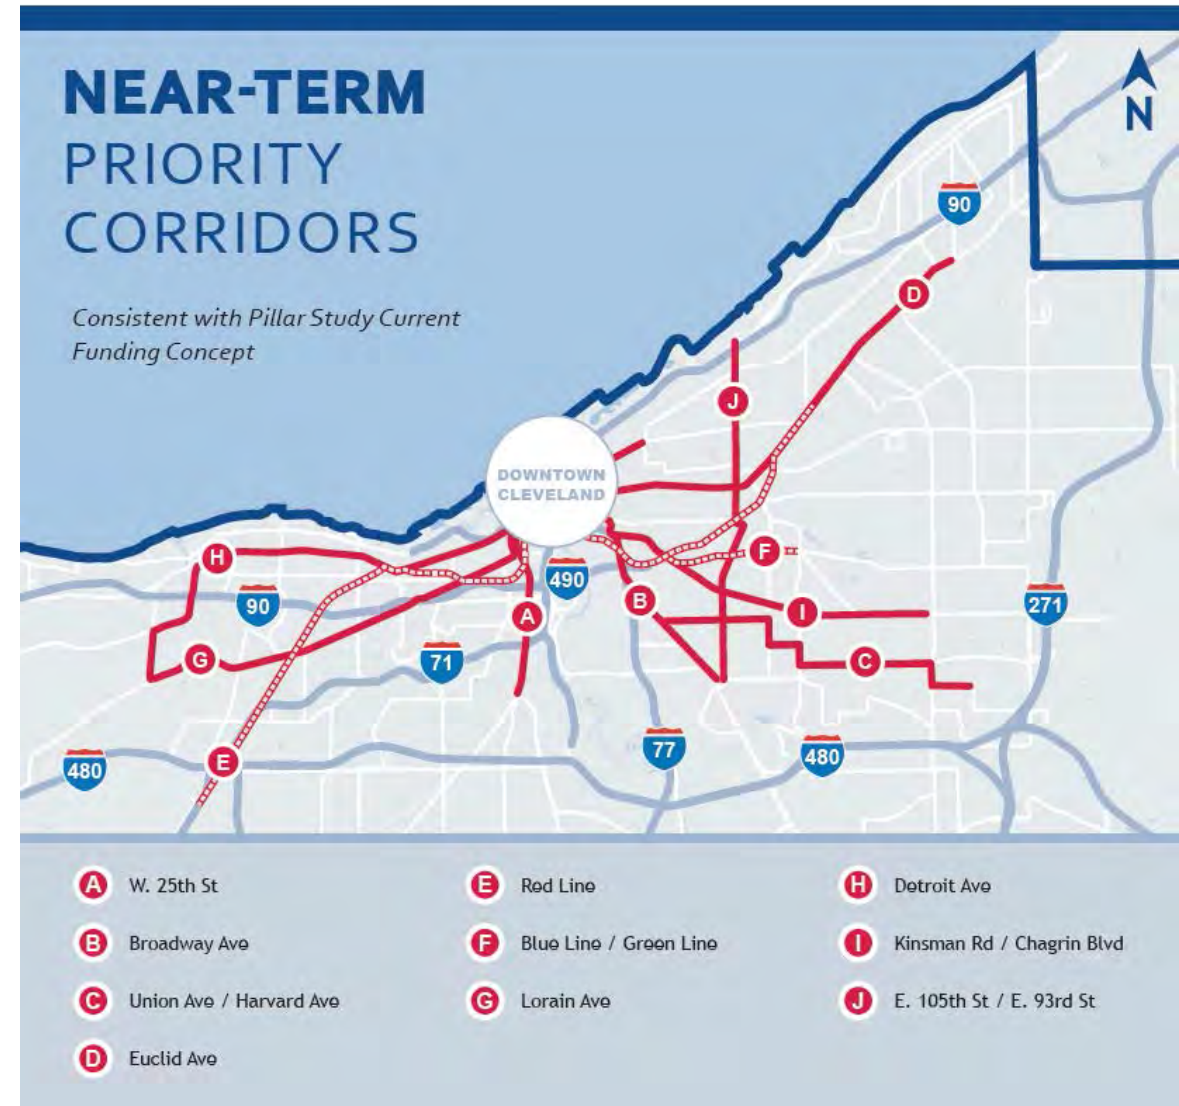 NEAR-TERM
PRIORITY
CORRIDORS
N
Consistent with Pillar Study Current
Funding Concept
90
D
J
DOWNTOWN
CLEVELAND
H
F
490
90
B
271
A
I
G
71
C
E
480
77
480
A W. 25th St
B Broadway Ave
C Union Ave / Harvard Ave
D Euclid Ave
E Red Line
F Blue Line / Green Line
G Lorain Ave
H Detroit Ave
I Kinsman Rd / Chagrin Blvd
J E. 105th St / E. 93rd St